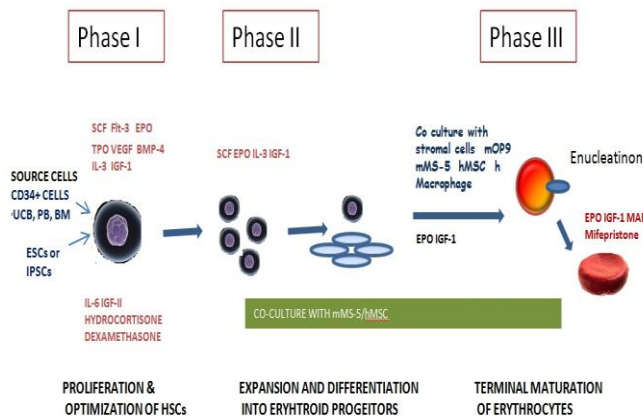 Phase I
Phase II
Phase III
SCF Flt-3 EPO
TPO VEGF BMP-4
IL-3 IGF-1
SOURCE CELLS
CD34+ CELLS
-UCB, PB, BM
ESCs or
IPSCs
IL-6 IGF-II
HYDROCORTISONE
DEXAMETHASONE
SCF EPO IL-3 IGF-1
CO-CULTURE WITH mMS-5/hMSC
Co culture with
stromal cells mOP9
mMS-5 hMSC h
Macrophage
EPO IGF-1
Enucleatinon
EPO IGF-1 MAP
Mifepristone
PROLIFERATION &
OPTIMIZATION OF HSCs
EXPANSION AND DIFFERENTIATION
INTO ERYHTROID PROGEITORS
TERMINAL MATURATION
OF ERYTHROCYTES